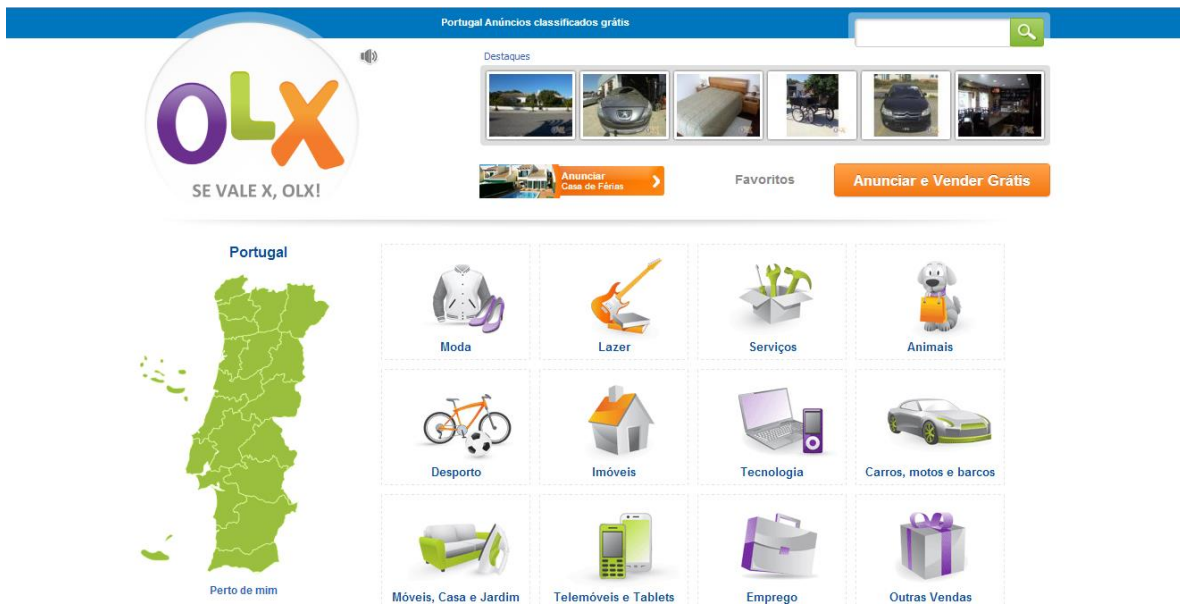 Portugal Anúncios classificados grátis
Destaques
OLX
SE VALE X, OLX!
Anunciar
Casa de Férias
Favoritos
Anunciar e Vender Grátis
Portugal
Perto de mim
Moda
Lazer
Serviços
Animais
Desporto
Imóveis
Tecnologia
Carros, motos e barcos
Móveis, Casa e Jardim
Telemóveis e Tablets
Emprego
Outras Vendas